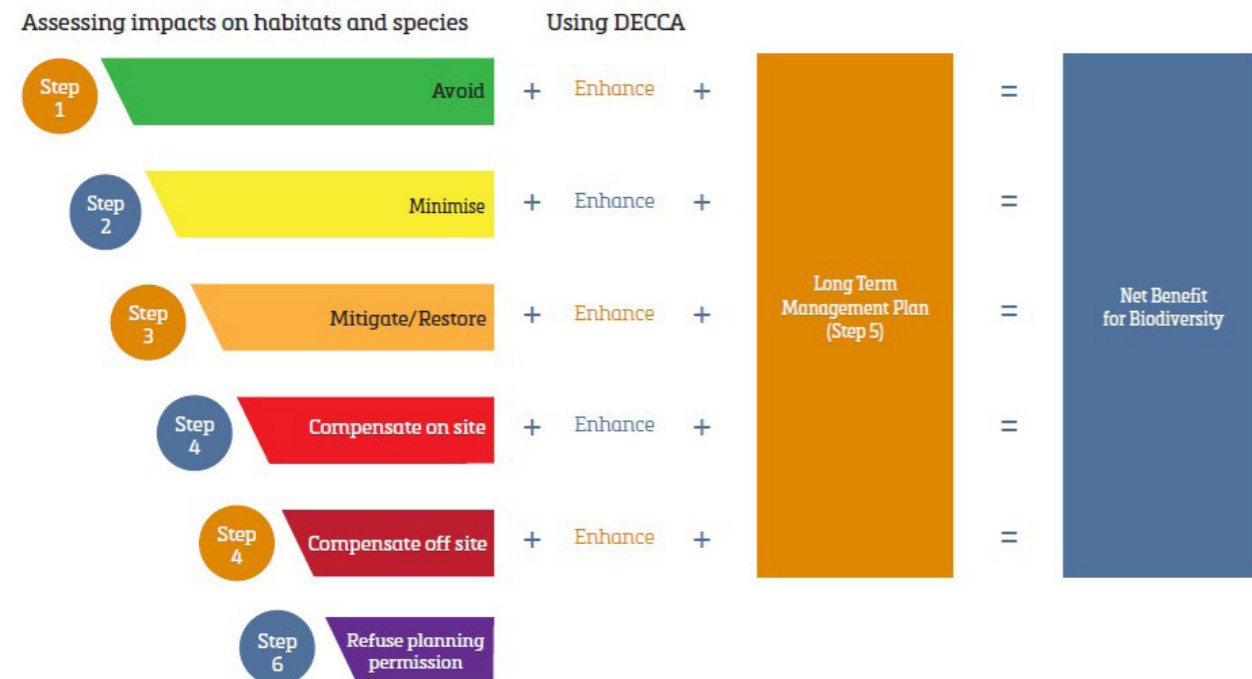 Assessing impacts on habitats and species Using DECCA
Step
1
Avoid + Enhance + =
Step
2
Minimise + Enhance + =
Step
3
Mitigate/Restore + Enhance + =
Long Term
Management Plan
(Step 5)
Net Benefit
for Biodiversity
Step
4
Compensate on site + Enhance + =
Step
4
Compensate off site + Enhance + =
Step
6
Refuse planning
permission